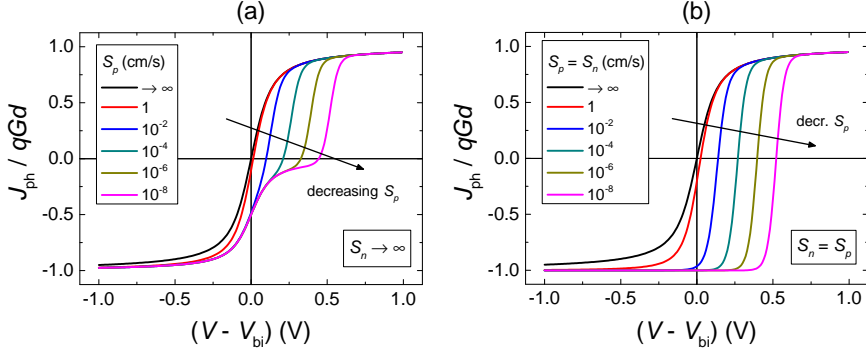 (a)
1.0
0.5
0.0
-0.5
-1.0
J_ph / qGd
S_p (cm/s)
→ ∞
1
10^-2
10^-4
10^-6
10^-8
decreasing S_p
S_n → ∞
-1.0 -0.5 0.0 0.5 1.0
(V - V_bi) (V)
(b)
1.0
0.5
0.0
-0.5
-1.0
J_ph / qGd
S_p = S_n (cm/s)
→ ∞
1
10^-2
10^-4
10^-6
10^-8
decr. S_p
S_n = S_p
-1.0 -0.5 0.0 0.5 1.0
(V - V_bi) (V)